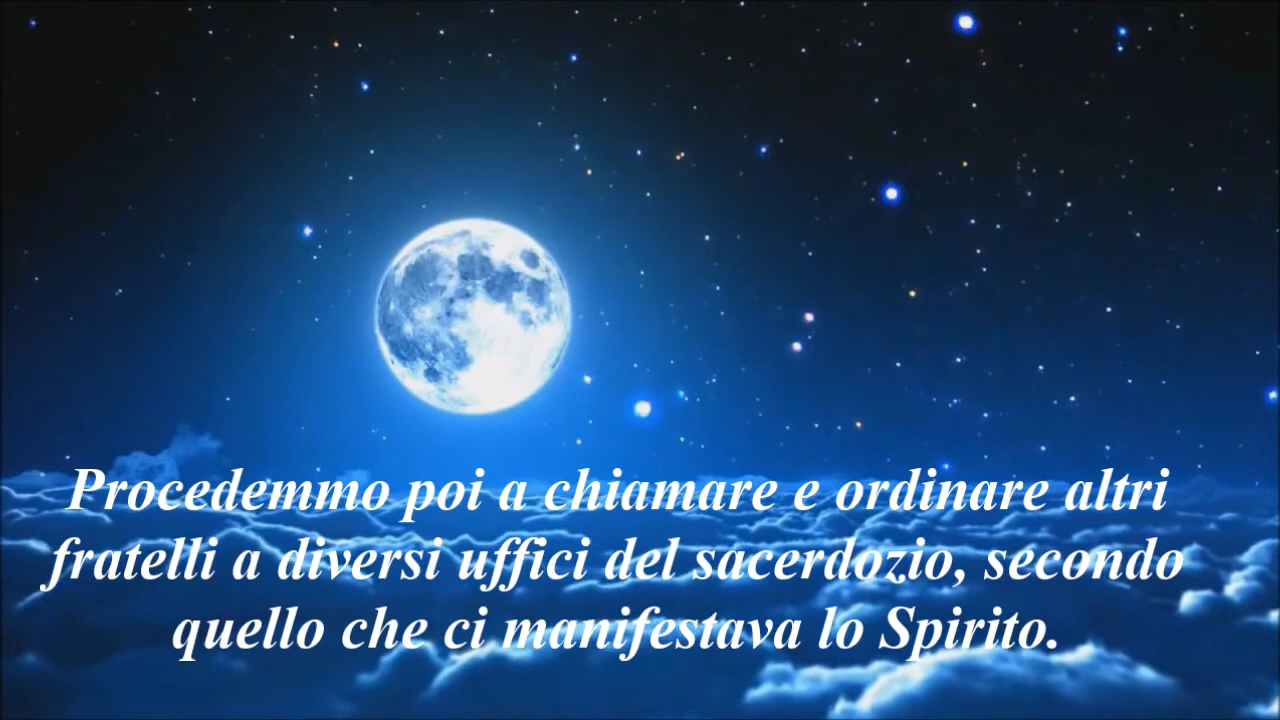 Procedemmo poi a chiamare e ordinare altri
fratelli a diversi uffici del sacerdozio, secondo
quello che ci manifestava lo Spirito.